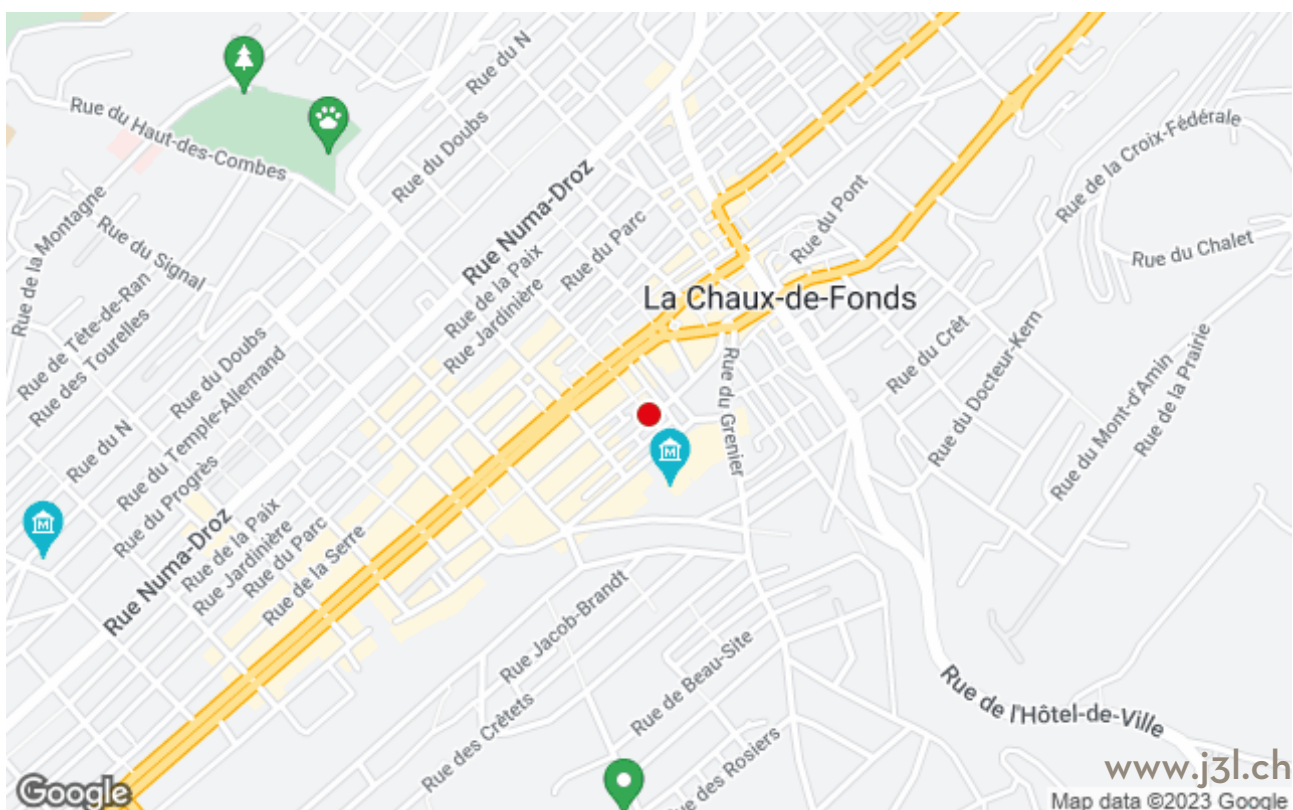 Rue du N
Rue du Haut-des-Combes
Rue du Doubs
Rue de la Croix-Fédérale
Rue Numa-Droz
Rue du Pont
Rue de la Montagne
Rue du Signal
Rue du Parc
Rue de la Paix
Rue Jardinière
Rue du Chalet
La Chaux-de-Fonds
Rue de Tête-de-Ran
Rue des Tourelles
Rue du Doubs
Rue du Crêt
Rue du Grenier
Rue du Docteur-Kern
Rue du Mont-d'Amin
Rue de la Prairie
Rue du N
Rue du Temple-Allemand
Rue du Progrès
M
M
Rue Numa-Droz
Rue de la Paix
Rue Jardinière
Rue du Parc
Rue de la Serre
Rue Jacob-Brandt
Rue de Beau-Site
Rue de l'Hôtel-de-Ville
Rue des Crêtets
Rue des Rosiers
www.j3l.ch
Google
Map data ©2023 Google